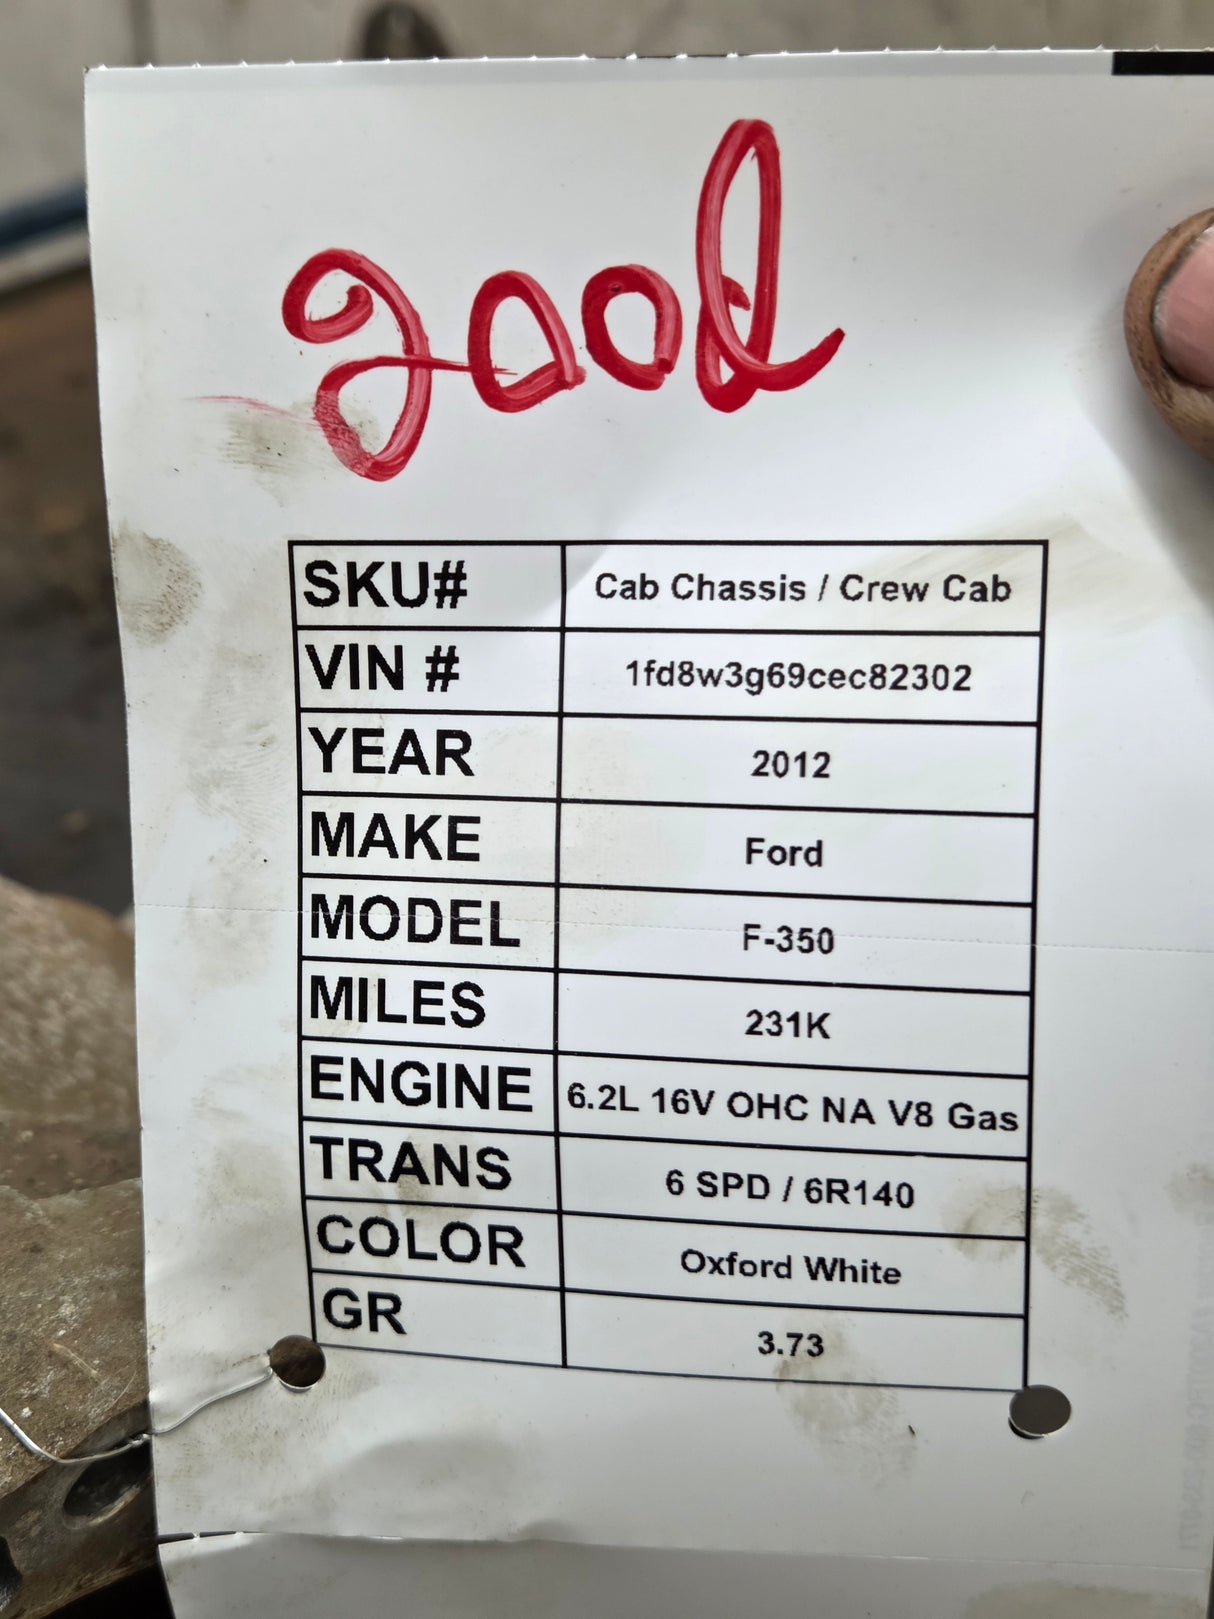 good
SKU# Cab Chassis / Crew Cab
VIN # 1fd8w3g69cec82302
YEAR 2012
MAKE Ford
MODEL F-350
MILES 231K
ENGINE 6.2L 16V OHC NA V8 Gas
TRANS 6 SPD / 6R140
COLOR Oxford White
GR 3.73